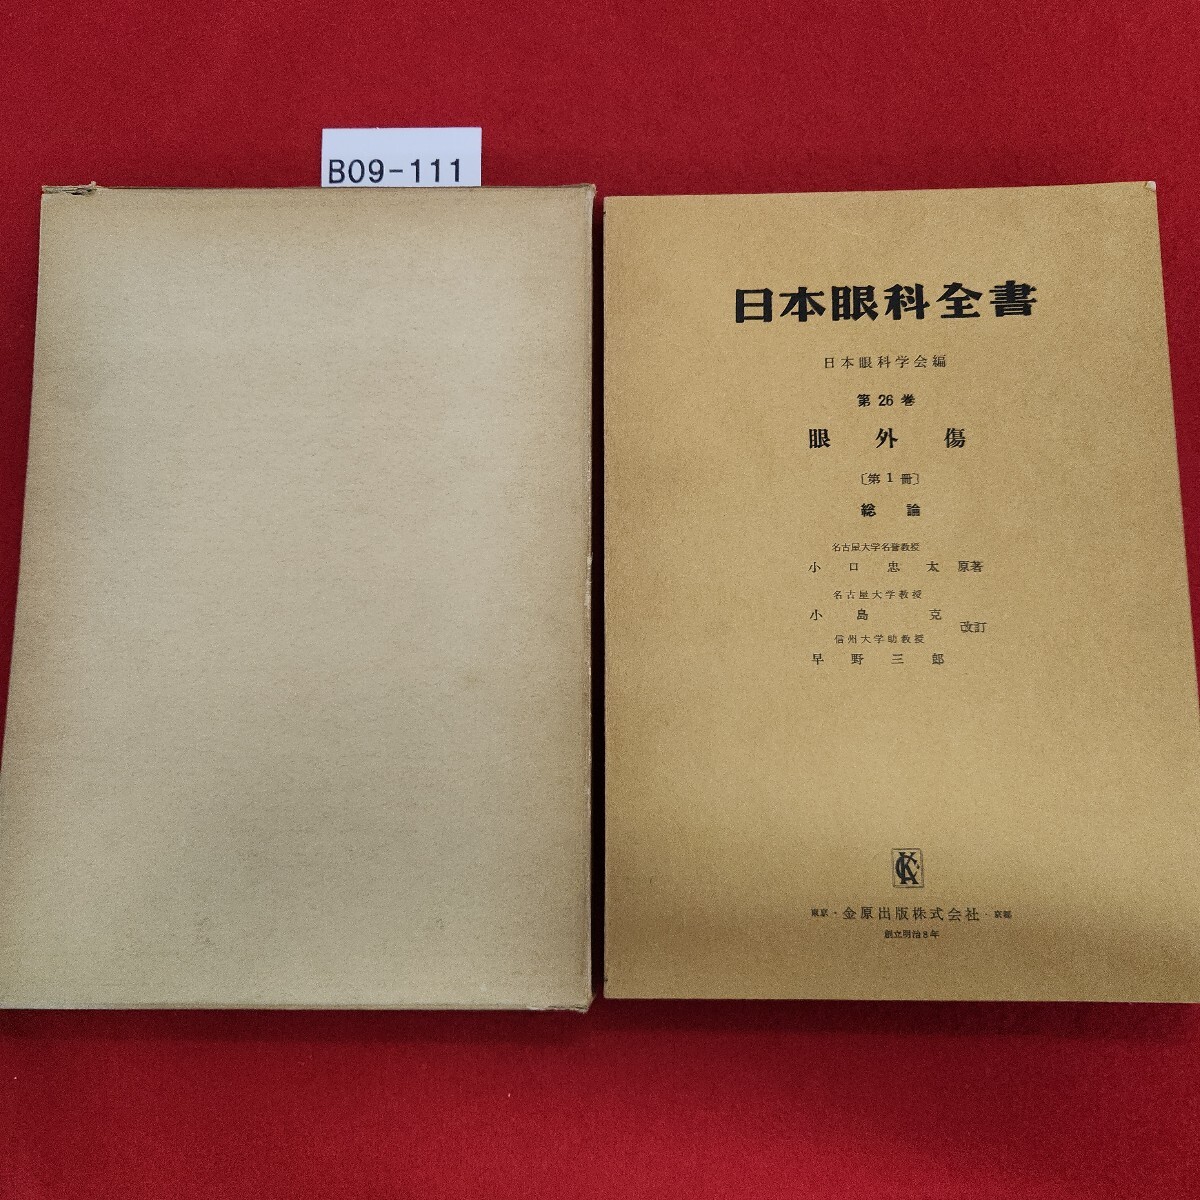 B09-111
日本眼科全書
日本眼科学会編
第26巻
眼外傷
〔第1冊〕
総論
名古屋大学名誉教授
小口忠太 原著
名古屋大学教授
小島克
改訂
信州大学助教授
早野三郎
東京・金原出版株式会社・京都
創立明治8年